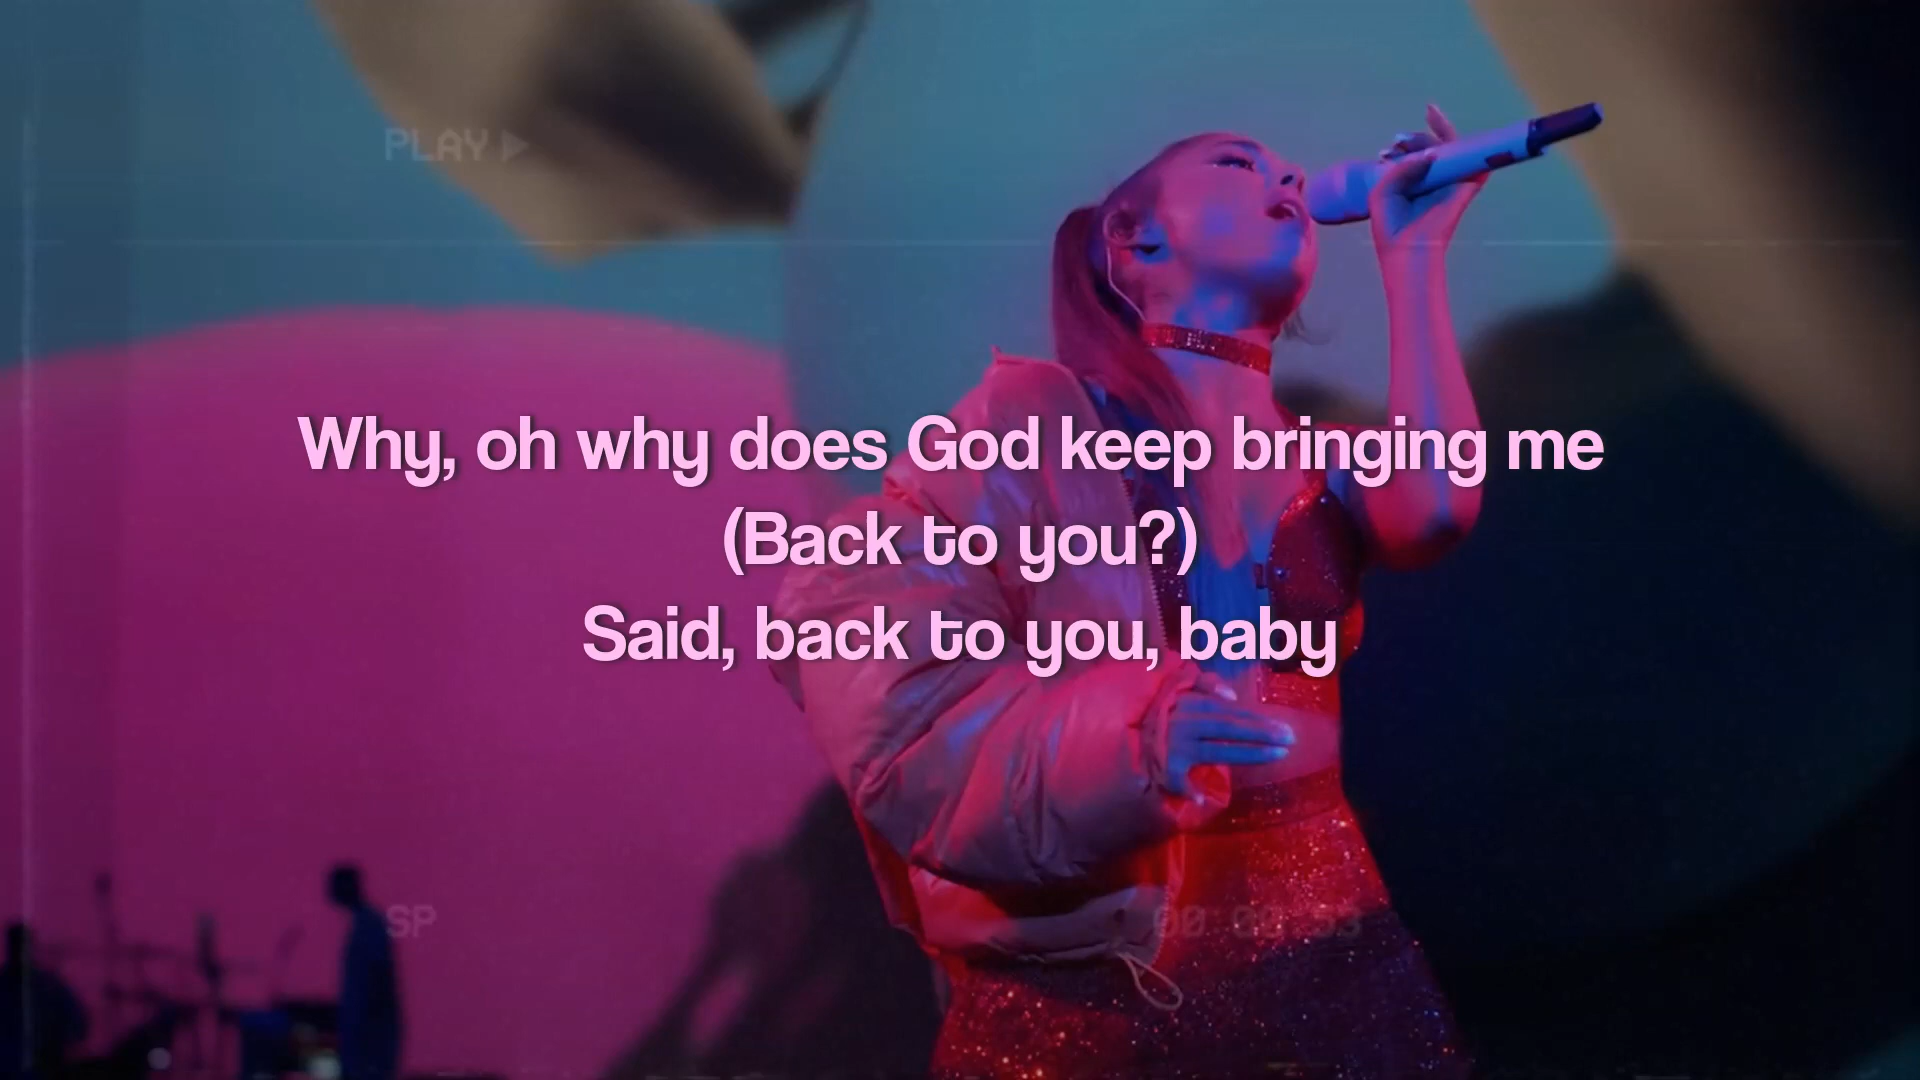 PLAY
Why, oh why does God keep bringing me
(Back to you?)
Said, back to you, baby
SP